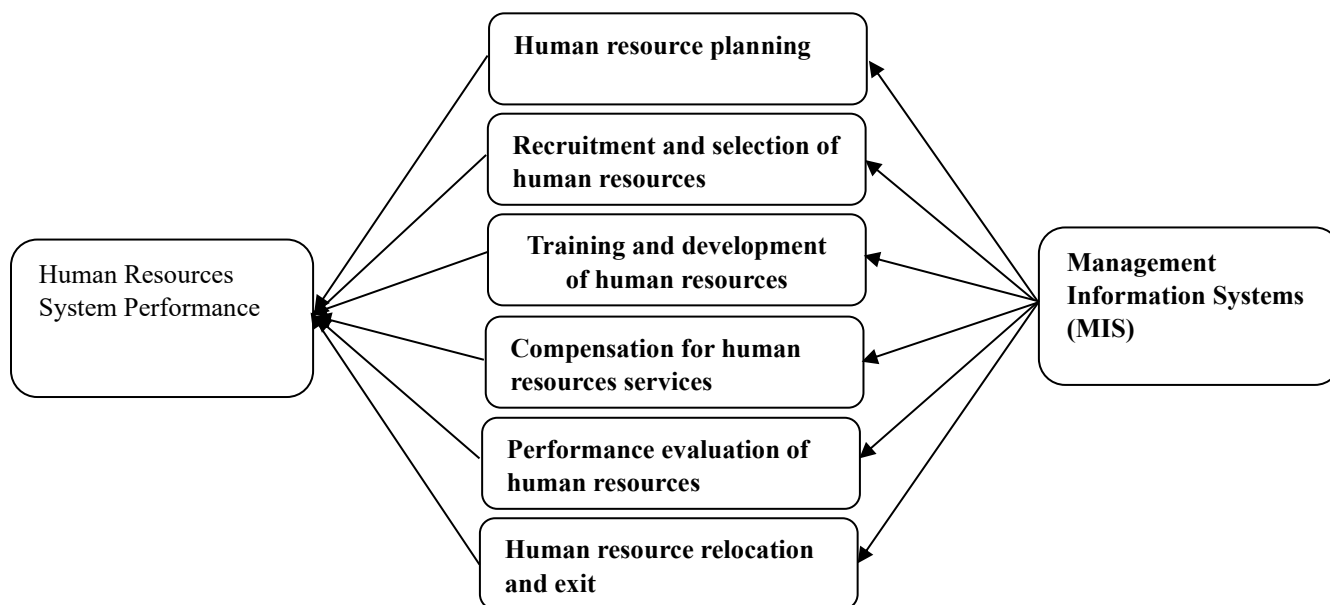 Human resource planning
Recruitment and selection of
human resources
Training and development
of human resources
Human Resources
System Performance
Management
Information Systems
(MIS)
Compensation for human
resources services
Performance evaluation of
human resources
Human resource relocation
and exit